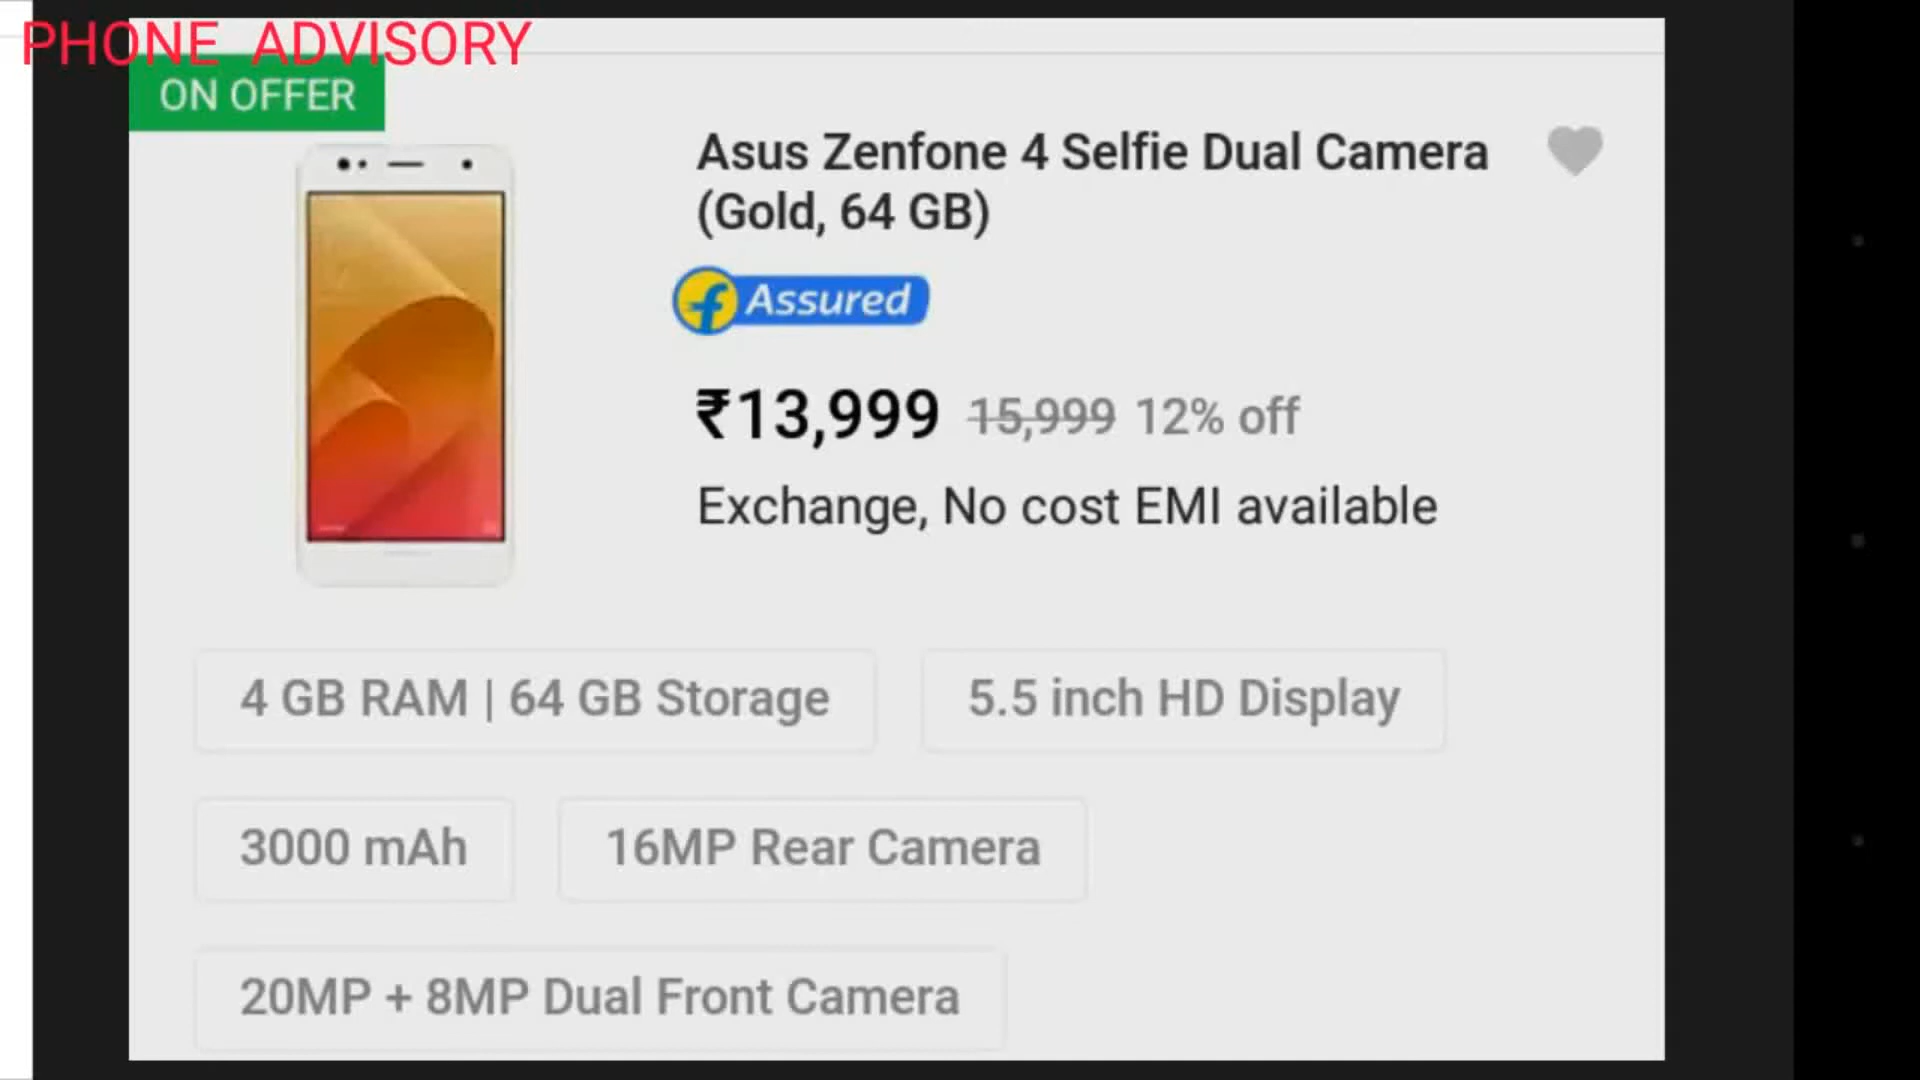 PHONE ADVISORY
ON OFFER
Asus Zenfone 4 Selfie Dual Camera
(Gold, 64 GB)
f Assured
₹13,999 15,999 12% off
Exchange, No cost EMI available
4 GB RAM | 64 GB Storage
5.5 inch HD Display
3000 mAh
16MP Rear Camera
20MP + 8MP Dual Front Camera